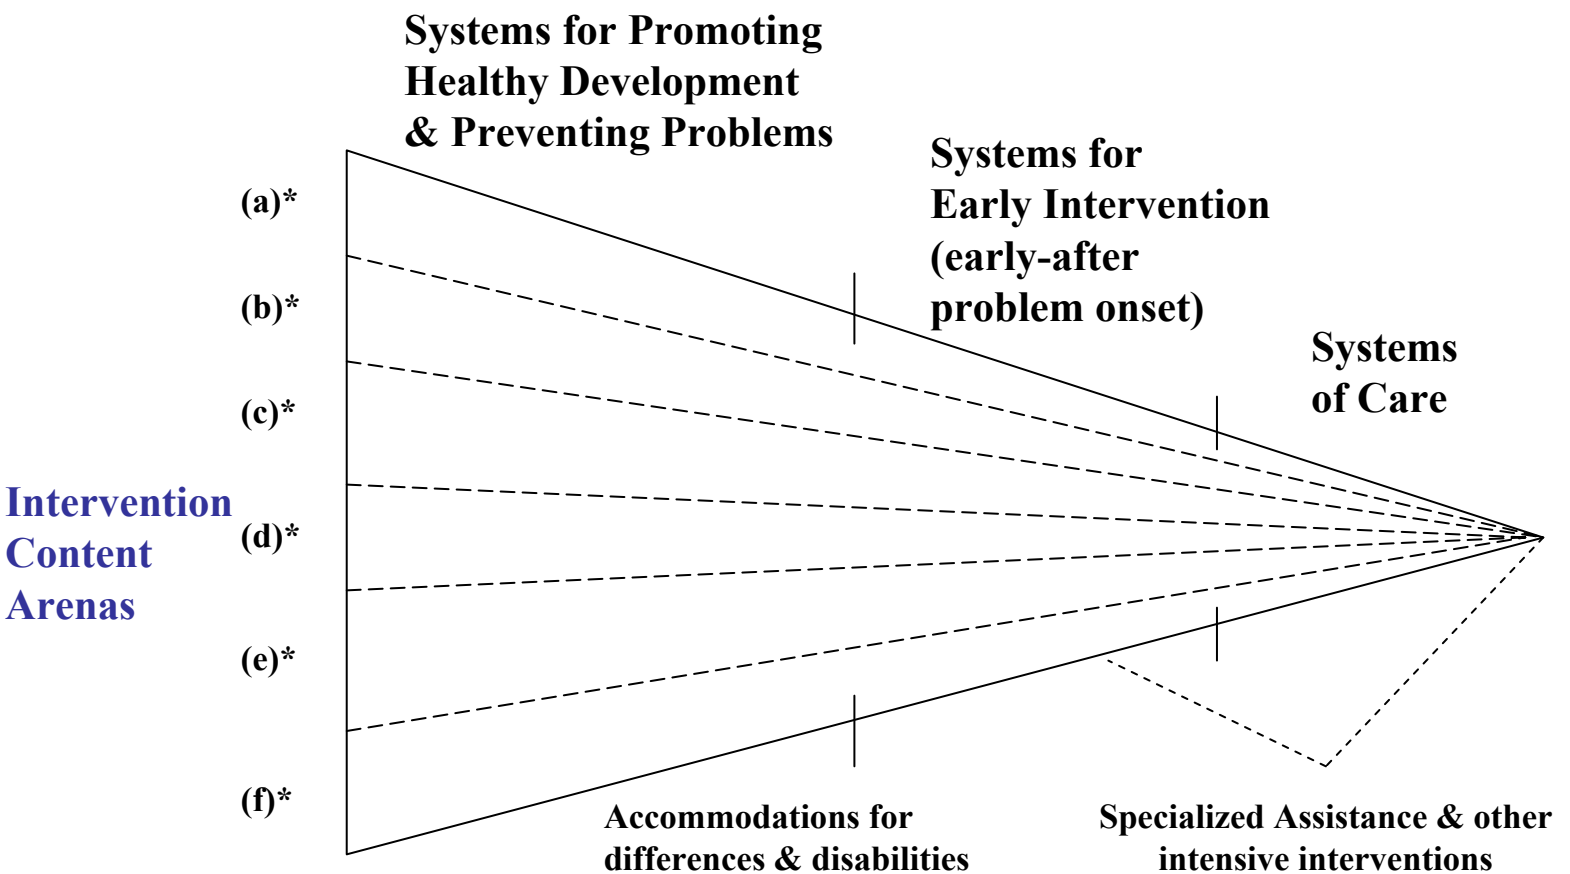 Systems for Promoting
Healthy Development
& Preventing Problems
Systems for
Early Intervention
(early-after
problem onset)
Systems
of Care
(a)*
(b)*
(c)*
(d)*
(e)*
(f)*
Intervention
Content
Arenas
Accommodations for
differences & disabilities
Specialized Assistance & other
intensive interventions